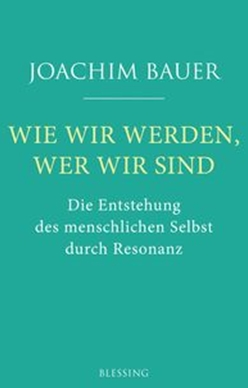 JOACHIM BAUER
WIE WIR WERDEN,
WER WIR SIND
Die Entstehung
des menschlichen Selbst
durch Resonanz
BLESSING